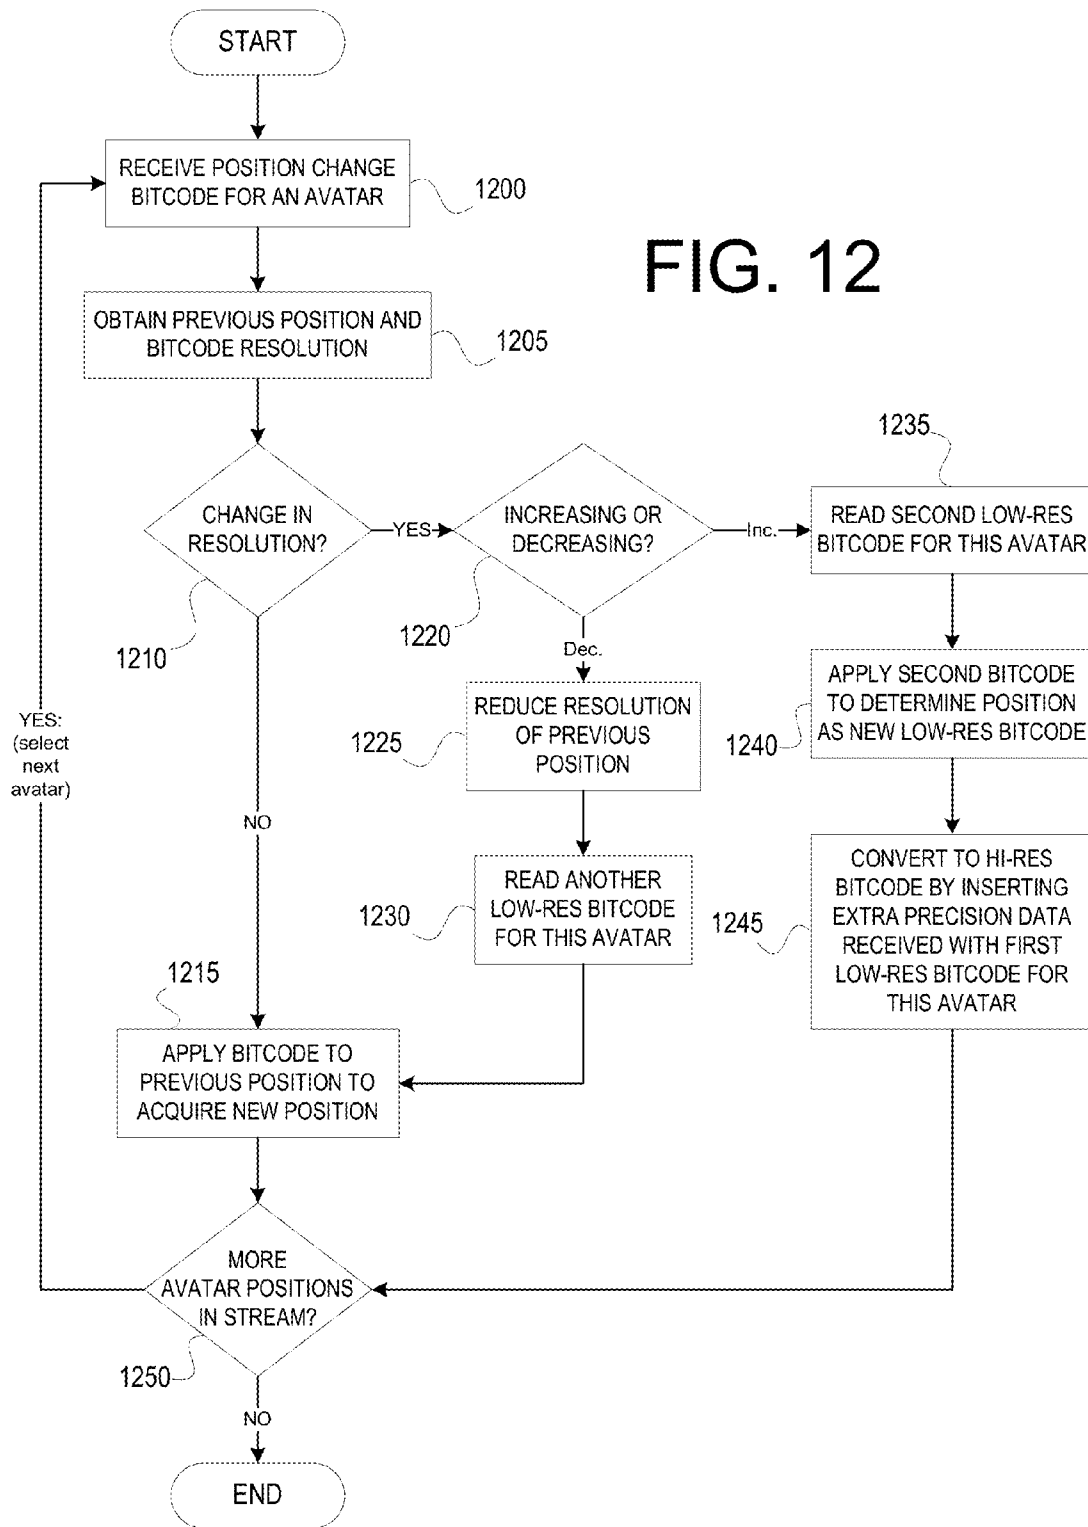 START
RECEIVE POSITION CHANGE
BITCODE FOR AN AVATAR
1200
FIG. 12
OBTAIN PREVIOUS POSITION AND
BITCODE RESOLUTION
1205
CHANGE IN
RESOLUTION?
1210
YES
INCREASING OR
DECREASING?
1220
Inc.
1235
READ SECOND LOW-RES
BITCODE FOR THIS AVATAR
Dec.
APPLY SECOND BITCODE
TO DETERMINE POSITION
AS NEW LOW-RES BITCODE
1240
REDUCE RESOLUTION
OF PREVIOUS
POSITION
1225
YES:
(select
next
avatar)
NO
READ ANOTHER
LOW-RES BITCODE
FOR THIS AVATAR
1230
CONVERT TO HI-RES
BITCODE BY INSERTING
EXTRA PRECISION DATA
RECEIVED WITH FIRST
LOW-RES BITCODE FOR
THIS AVATAR
1245
1215
APPLY BITCODE TO
PREVIOUS POSITION TO
ACQUIRE NEW POSITION
MORE
AVATAR POSITIONS
IN STREAM?
1250
NO
END